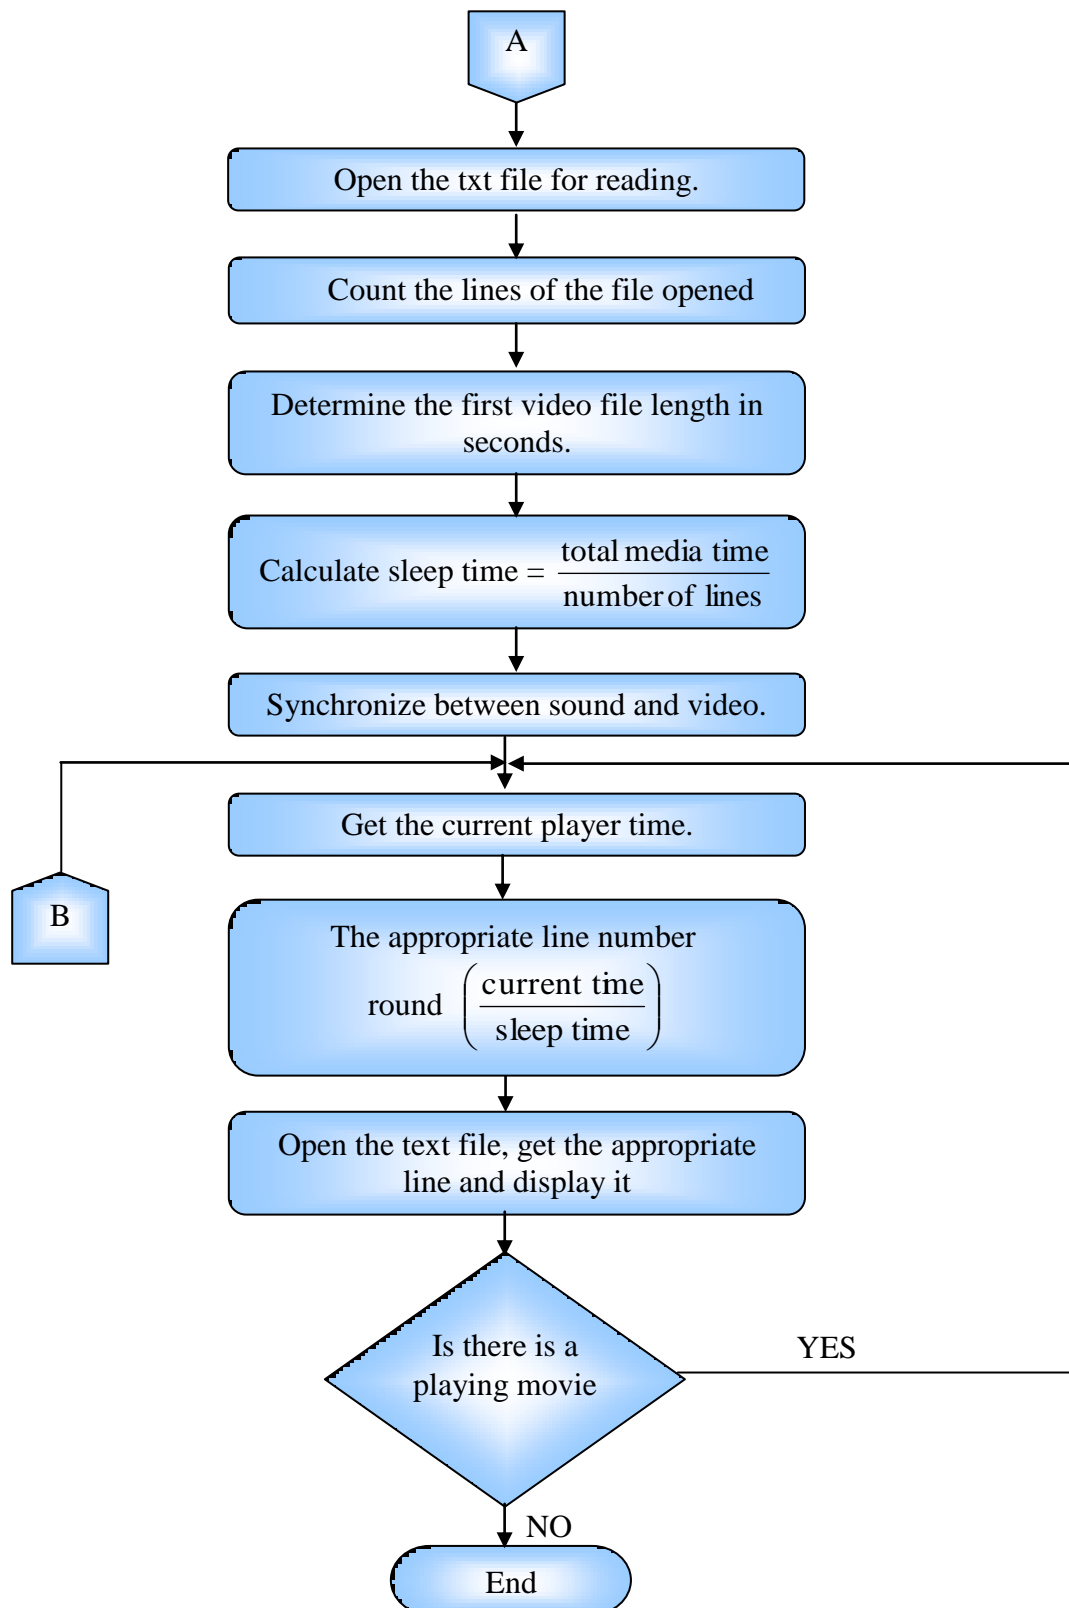 A
Open the txt file for reading.
Count the lines of the file opened
Determine the first video file length in
seconds.
Calculate sleep time = total media time
number of lines
Synchronize between sound and video.
Get the current player time.
B
The appropriate line number
round ( current time
sleep time )
Open the text file, get the appropriate
line and display it
Is there is a
playing movie
YES
NO
End